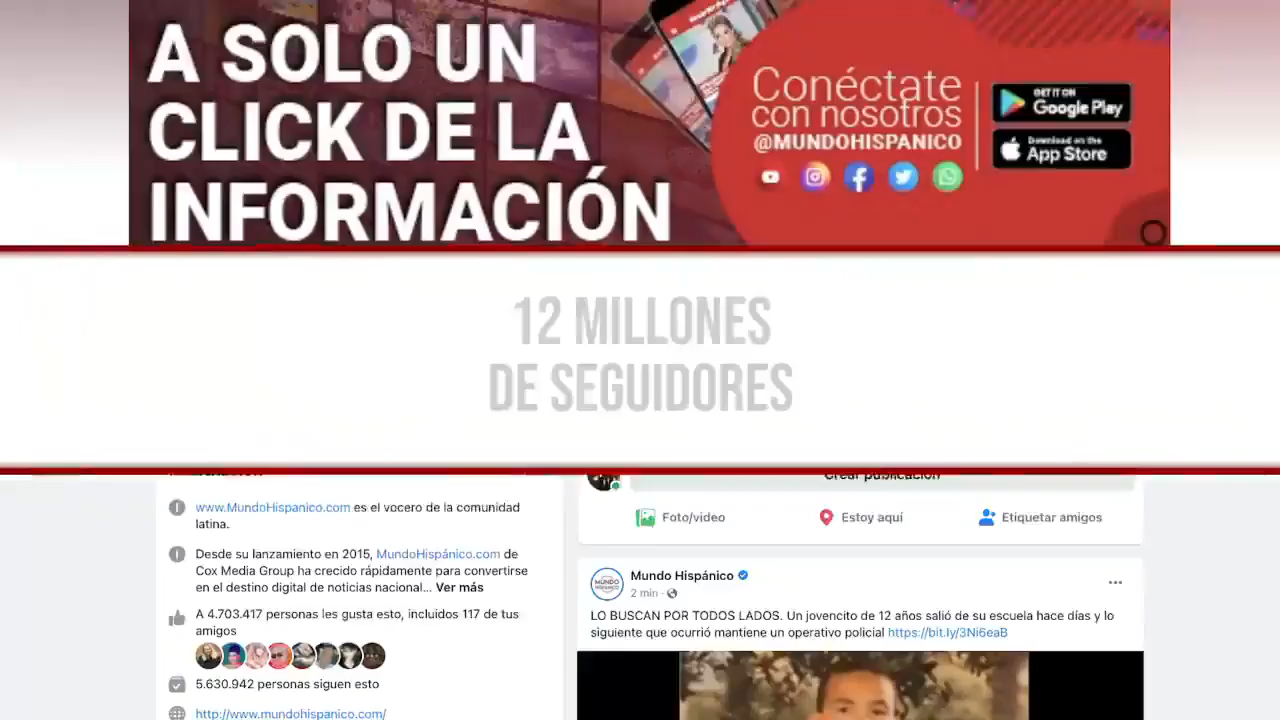 A SOLO UN
CLICK DE LA
INFORMACIÓN
Conéctate
con nosotros
@MUNDOHISPANICO
GET IT ON
Google Play
Download on the
App Store
12 MILLONES
DE SEGUIDORES
www.MundoHispanico.com es el vocero de la comunidad
latina.
Desde su lanzamiento en 2015, MundoHispánico.com de
Cox Media Group ha crecido rápidamente para convertirse
en el destino digital de noticias nacional... Ver más
A 4.703.417 personas les gusta esto, incluidos 117 de tus
amigos
5.630.942 personas siguen esto
http://www.mundohispanico.com/
Crear publicación
Foto/video
Estoy aquí
Etiquetar amigos
MUNDO
HISPANICO
Mundo Hispánico
2 min ·
LO BUSCAN POR TODOS LADOS. Un jovencito de 12 años salió de su escuela hace días y lo
siguiente que ocurrió mantiene un operativo policial https://bit.ly/3Ni6eaB